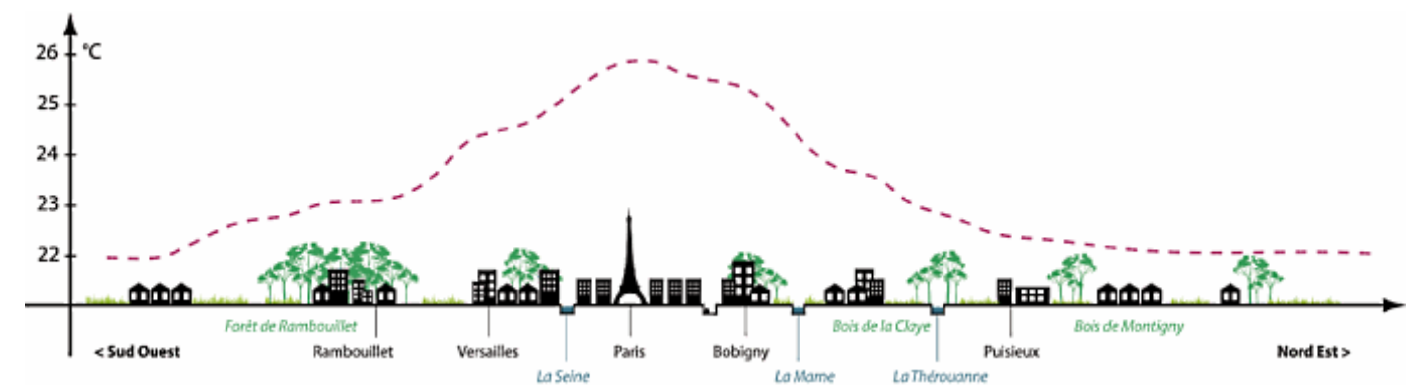 26 °C
25
24
23
22
Forêt de Rambouillet
Bois de la Claye
Bois de Montigny
< Sud Ouest
Rambouillet
Versailles
Paris
Bobigny
Puisieux
Nord Est >
La Seine
La Marne
La Thérouanne